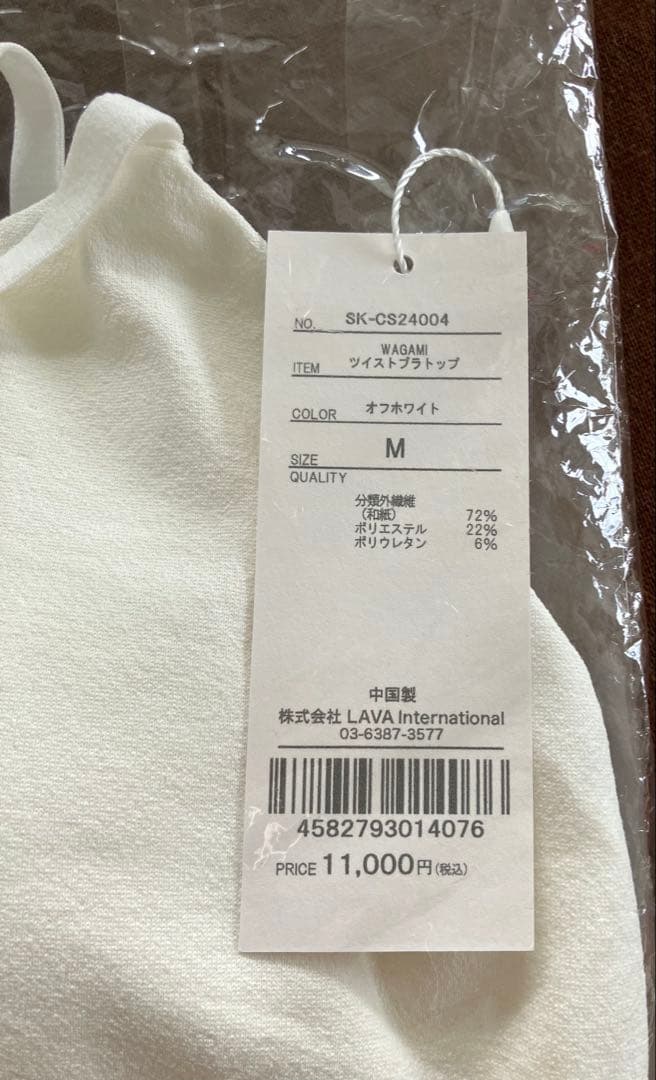 NO. SK-CS24004
WAGAMI
ITEM ツイストブラトップ
COLOR オフホワイト
SIZE M
QUALITY
分類外繊維
(和紙) 72%
ポリエステル 22%
ポリウレタン 6%
中国製
株式会社 LAVA International
03-6387-3577
4582793014076
PRICE 11,000円(税込)